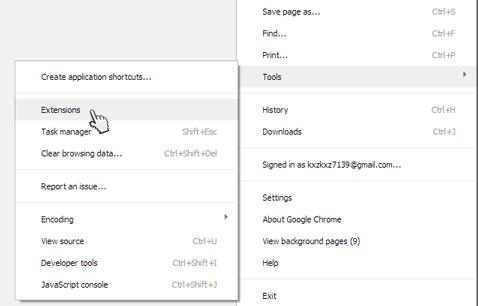 Save page as... Ctrl+S
Find... Ctrl+F
Print... Ctrl+P
Tools
History Ctrl+H
Downloads Ctrl+J
Signed in as kxzkxz7139@gmail.com...
Settings
About Google Chrome
View background pages (9)
Help
Exit
Create application shortcuts...
Extensions
Task manager Shift+Esc
Clear browsing data... Ctrl+Shift+Del
Report an issue...
Encoding
View source Ctrl+U
Developer tools Ctrl+Shift+I
JavaScript console Ctrl+Shift+J